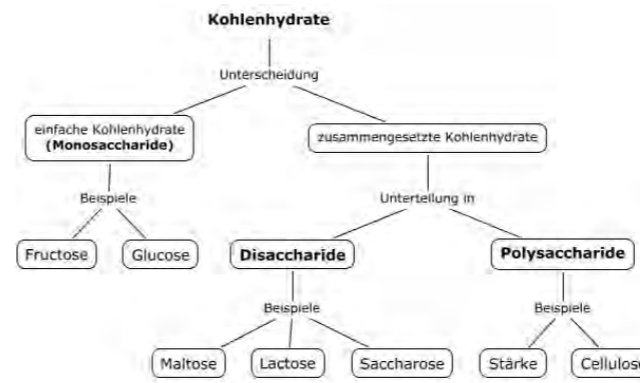 Kohlenhydrate
Unterscheidung
einfache Kohlenhydrate
(Monosaccharide)
zusammengesetzte Kohlenhydrate
Beispiele
Unterteilung in
Fructose
Glucose
Disaccharide
Polysaccharide
Beispiele
Beispiele
Maltose
Lactose
Saccharose
Stärke
Cellulose